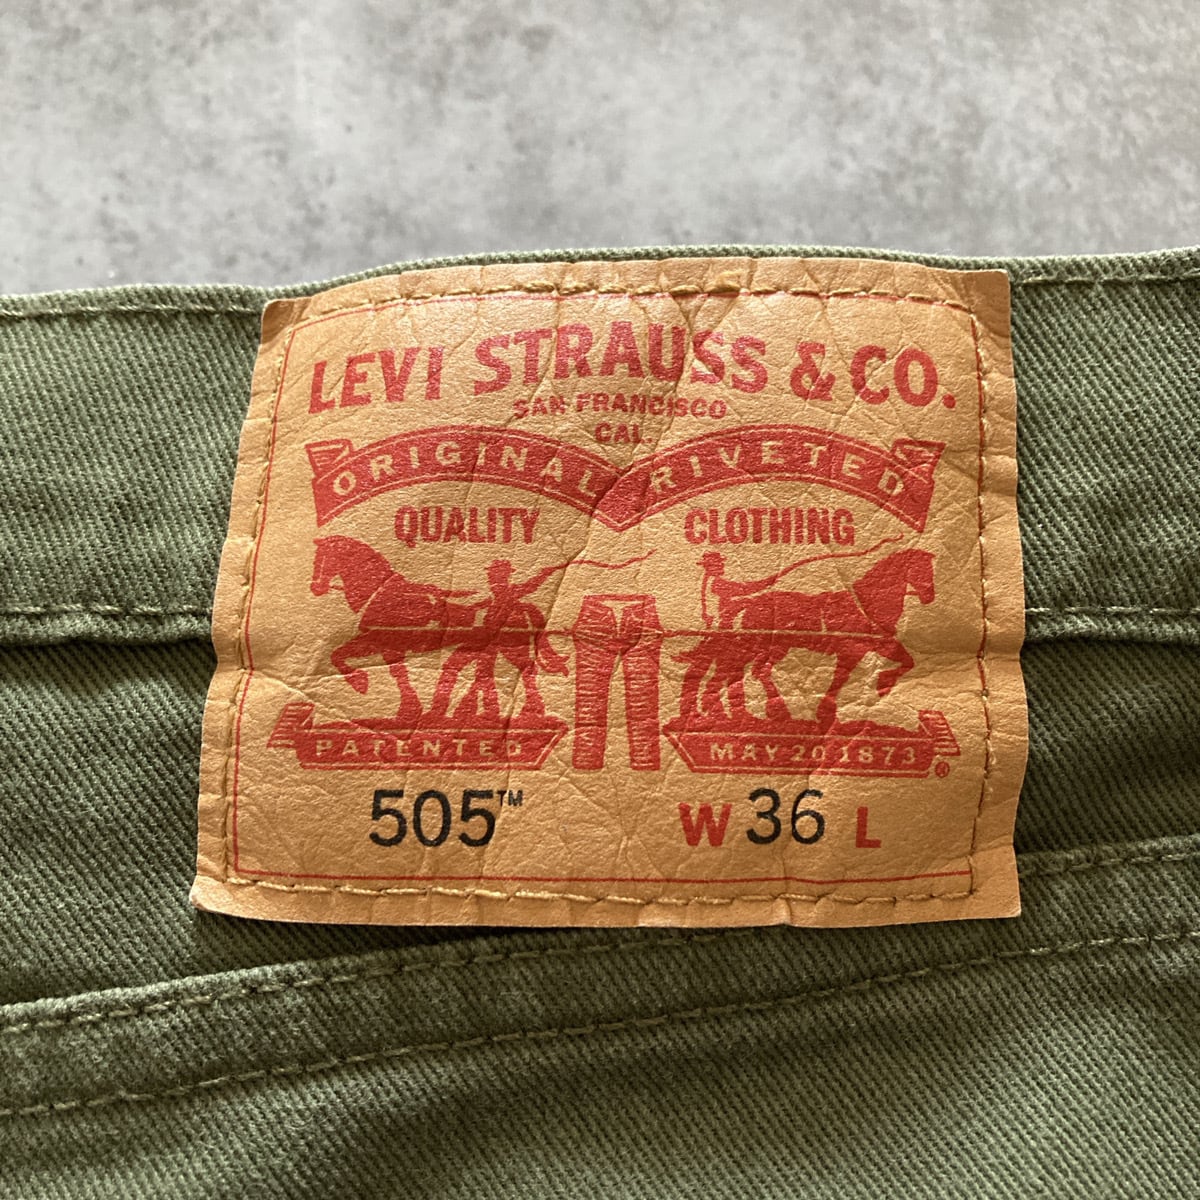 LEVI STRAUSS & CO.
SAN FRANCISCO
CAL.
ORIGINAL RIVETED
QUALITY CLOTHING
PATENTED MAY 20 1873 ®
505™ W 36 L